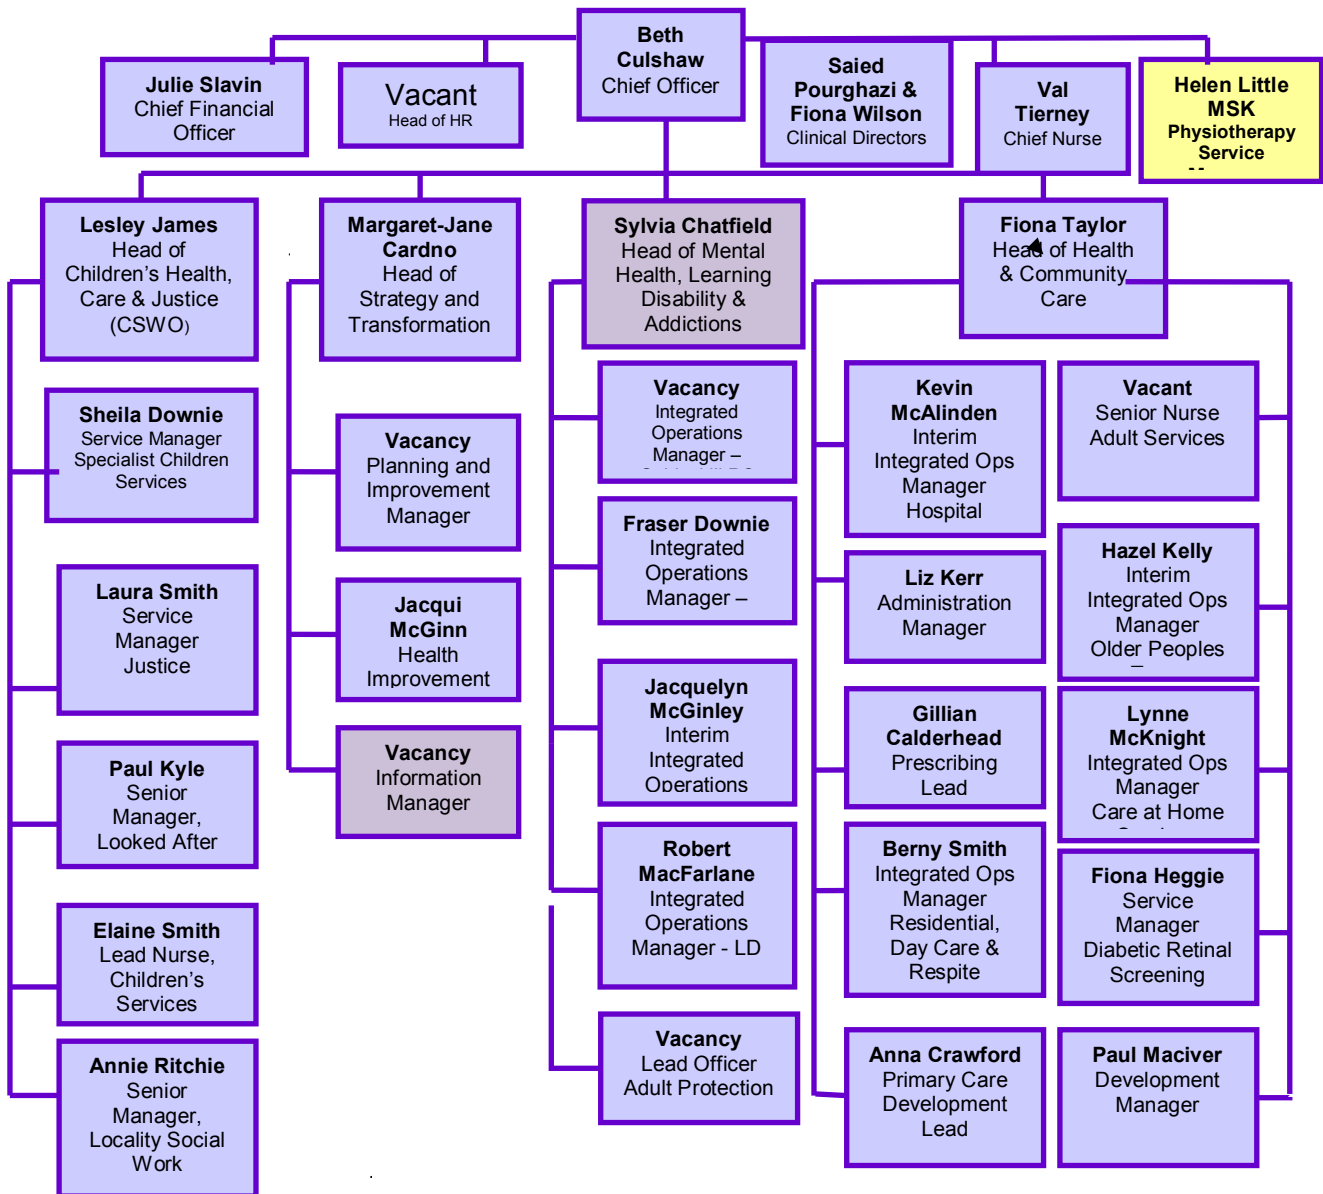 Beth
Culshaw
Chief Officer
Julie Slavin
Chief Financial
Officer
Vacant
Head of HR
Saied
Pourghazi &
Fiona Wilson
Clinical Directors
Val
Tierney
Chief Nurse
Helen Little
MSK
Physiotherapy
Service
Lesley James
Head of
Children’s Health,
Care & Justice
(CSWO)
Sheila Downie
Service Manager
Specialist Children
Services
Laura Smith
Service
Manager
Justice
Paul Kyle
Senior
Manager,
Looked After
Elaine Smith
Lead Nurse,
Children’s
Services
Annie Ritchie
Senior
Manager,
Locality Social
Work
Margaret-Jane
Cardno
Head of
Strategy and
Transformation
Vacancy
Planning and
Improvement
Manager
Jacqui
McGinn
Health
Improvement
Vacancy
Information
Manager
Sylvia Chatfield
Head of Mental
Health, Learning
Disability &
Addictions
Vacancy
Integrated
Operations
Manager –
Fraser Downie
Integrated
Operations
Manager –
Jacquelyn
McGinley
Interim
Integrated
Operations
Robert
MacFarlane
Integrated
Operations
Manager - LD
Vacancy
Lead Officer
Adult Protection
Fiona Taylor
Head of Health
& Community
Care
Kevin
McAlinden
Interim
Integrated Ops
Manager
Hospital
Liz Kerr
Administration
Manager
Gillian
Calderhead
Prescribing
Lead
Berny Smith
Integrated Ops
Manager
Residential,
Day Care &
Respite
Anna Crawford
Primary Care
Development
Lead
Vacant
Senior Nurse
Adult Services
Hazel Kelly
Interim
Integrated Ops
Manager
Older Peoples
Lynne
McKnight
Integrated Ops
Manager
Care at Home
Fiona Heggie
Service
Manager
Diabetic Retinal
Screening
Paul Maciver
Development
Manager